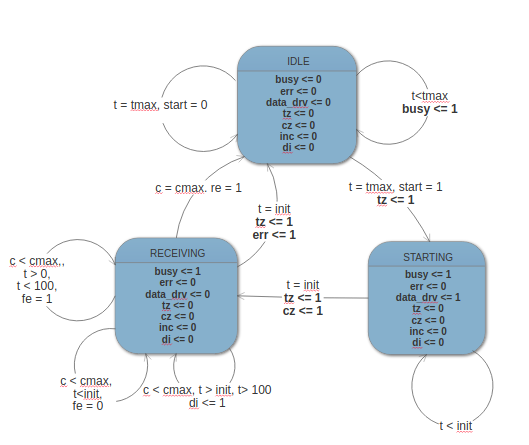 IDLE
busy <= 0
err <= 0
data_drv <= 0
tz <= 0
cz <= 0
inc <= 0
di <= 0
t = tmax, start = 0
t<tmax
busy <= 1
c = cmax. re = 1
t = tmax, start = 1
tz <= 1
t = init
tz <= 1
err <= 1
RECEIVING
busy <= 1
err <= 0
data_drv <= 0
tz <= 0
cz <= 0
inc <= 0
di <= 0
STARTING
busy <= 1
err <= 0
data_drv <= 1
tz <= 0
cz <= 0
inc <= 0
di <= 0
c < cmax,,
t > 0,
t < 100,
fe = 1
t = init
tz <= 1
cz <= 1
c < cmax,
t<init,
fe = 0
c < cmax, t > init, t> 100
di <= 1
t < init